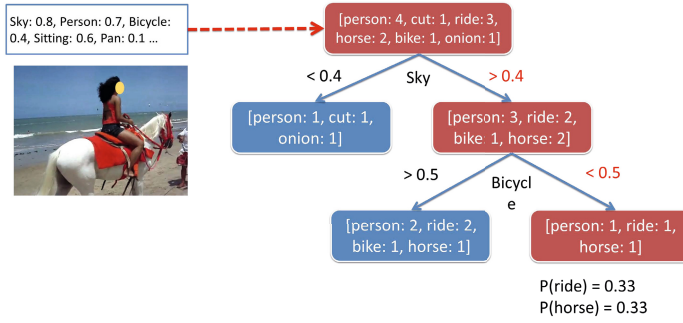 Sky: 0.8, Person: 0.7, Bicycle:
0.4, Sitting: 0.6, Pan: 0.1 ...
[person: 4, cut: 1, ride: 3,
horse: 2, bike: 1, onion: 1]
< 0.4
Sky
> 0.4
[person: 1, cut: 1,
onion: 1]
[person: 3, ride: 2,
bike: 1, horse: 2]
> 0.5
Bicycl
e
< 0.5
[person: 2, ride: 2,
bike: 1, horse: 1]
[person: 1, ride: 1,
horse: 1]
P(ride) = 0.33
P(horse) = 0.33